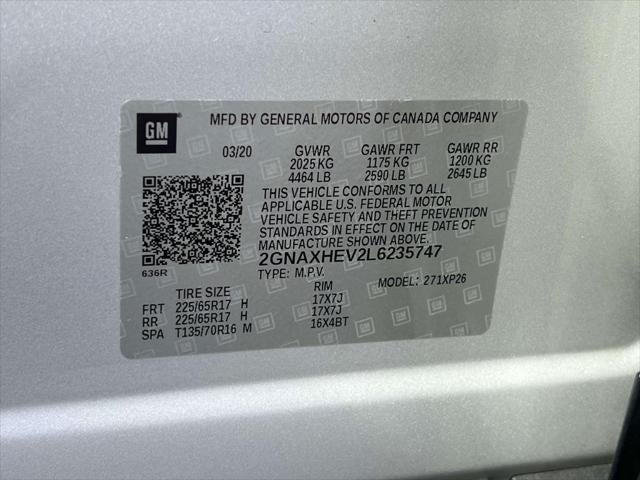 GM
MFD BY GENERAL MOTORS OF CANADA COMPANY
03/20 GVWR GAWR FRT GAWR RR
2025 KG 1175 KG 1200 KG
4464 LB 2590 LB 2645 LB
THIS VEHICLE CONFORMS TO ALL
APPLICABLE U.S. FEDERAL MOTOR
VEHICLE SAFETY AND THEFT PREVENTION
STANDARDS IN EFFECT ON THE DATE OF
MANUFACTURE SHOWN ABOVE.
636R 2GNAXHEV2L6235747
TYPE: M.P.V. MODEL: 271XP26
TIRE SIZE RIM
FRT 225/65R17 H 17X7J
RR 225/65R17 H 17X7J
SPA T135/70R16 M 16X4BT